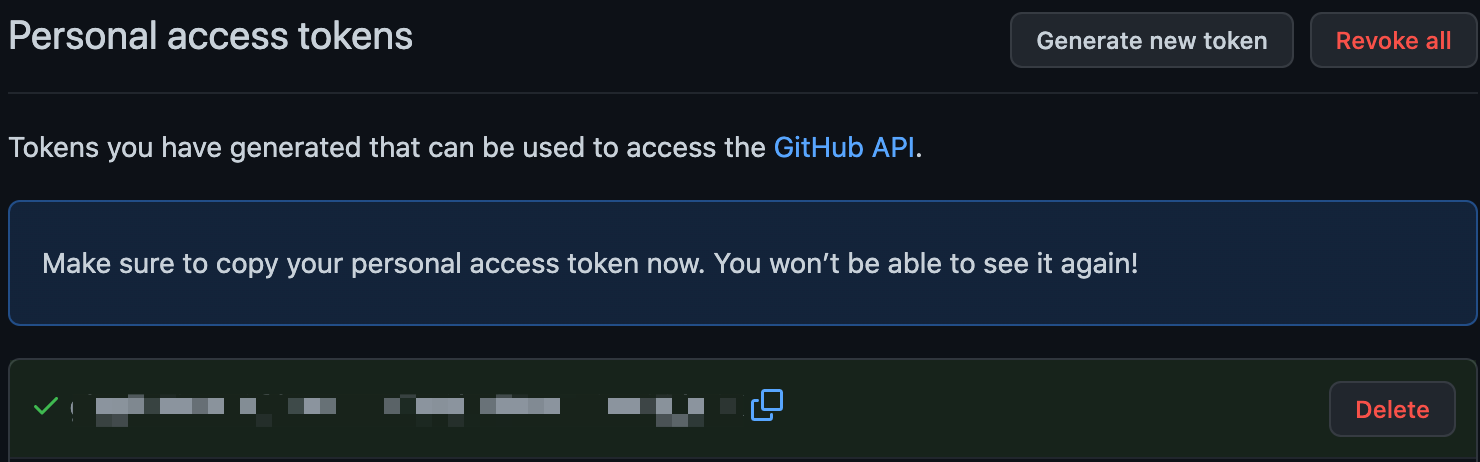 Personal access tokens
Generate new token
Revoke all
Tokens you have generated that can be used to access the GitHub API.
Make sure to copy your personal access token now. You won’t be able to see it again!
Delete